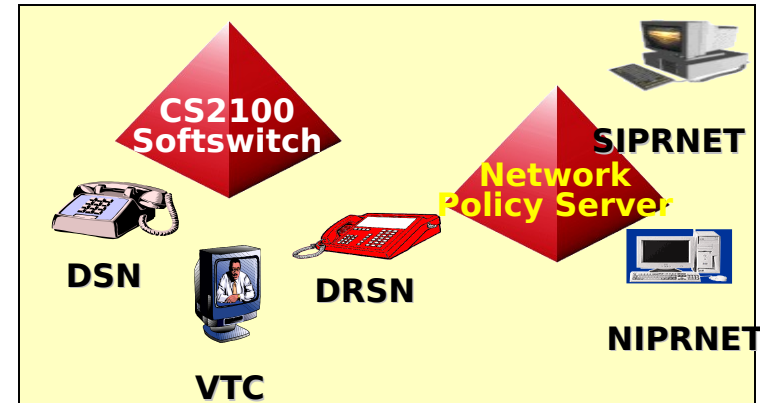 CS2100
Softswitch
SIPRNET
Network
Policy Server
DSN
DRSN
NIPRNET
VTC